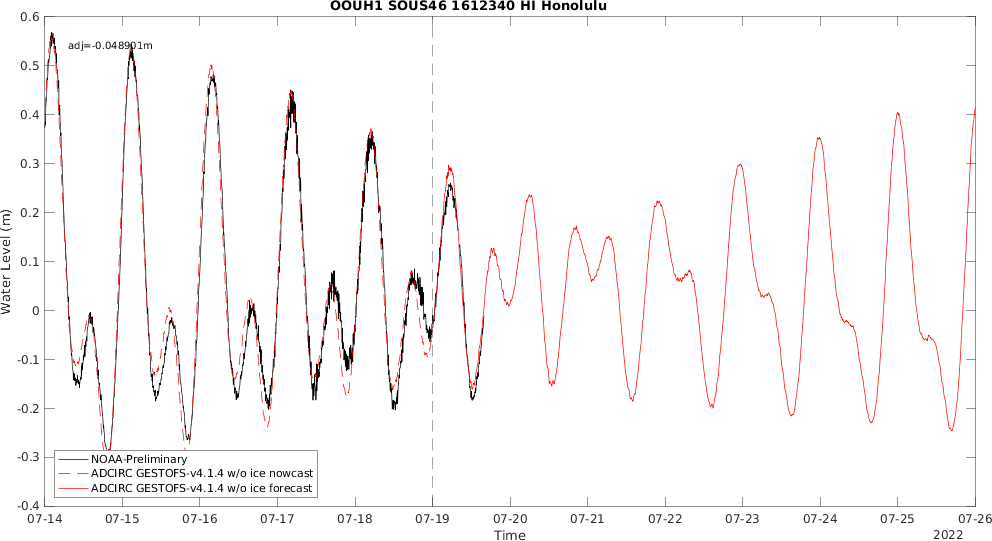 OOUH1 SOUS46 1612340 HI Honolulu
adj=-0.048901m
0.6
0.5
0.4
0.3
0.2
0.1
0
-0.1
-0.2
-0.3
-0.4
Water Level (m)
NOAA-Preliminary
ADCIRC GESTOFS-v4.1.4 w/o ice nowcast
ADCIRC GESTOFS-v4.1.4 w/o ice forecast
07-14 07-15 07-16 07-17 07-18 07-19 07-20 07-21 07-22 07-23 07-24 07-25 07-26
Time
2022